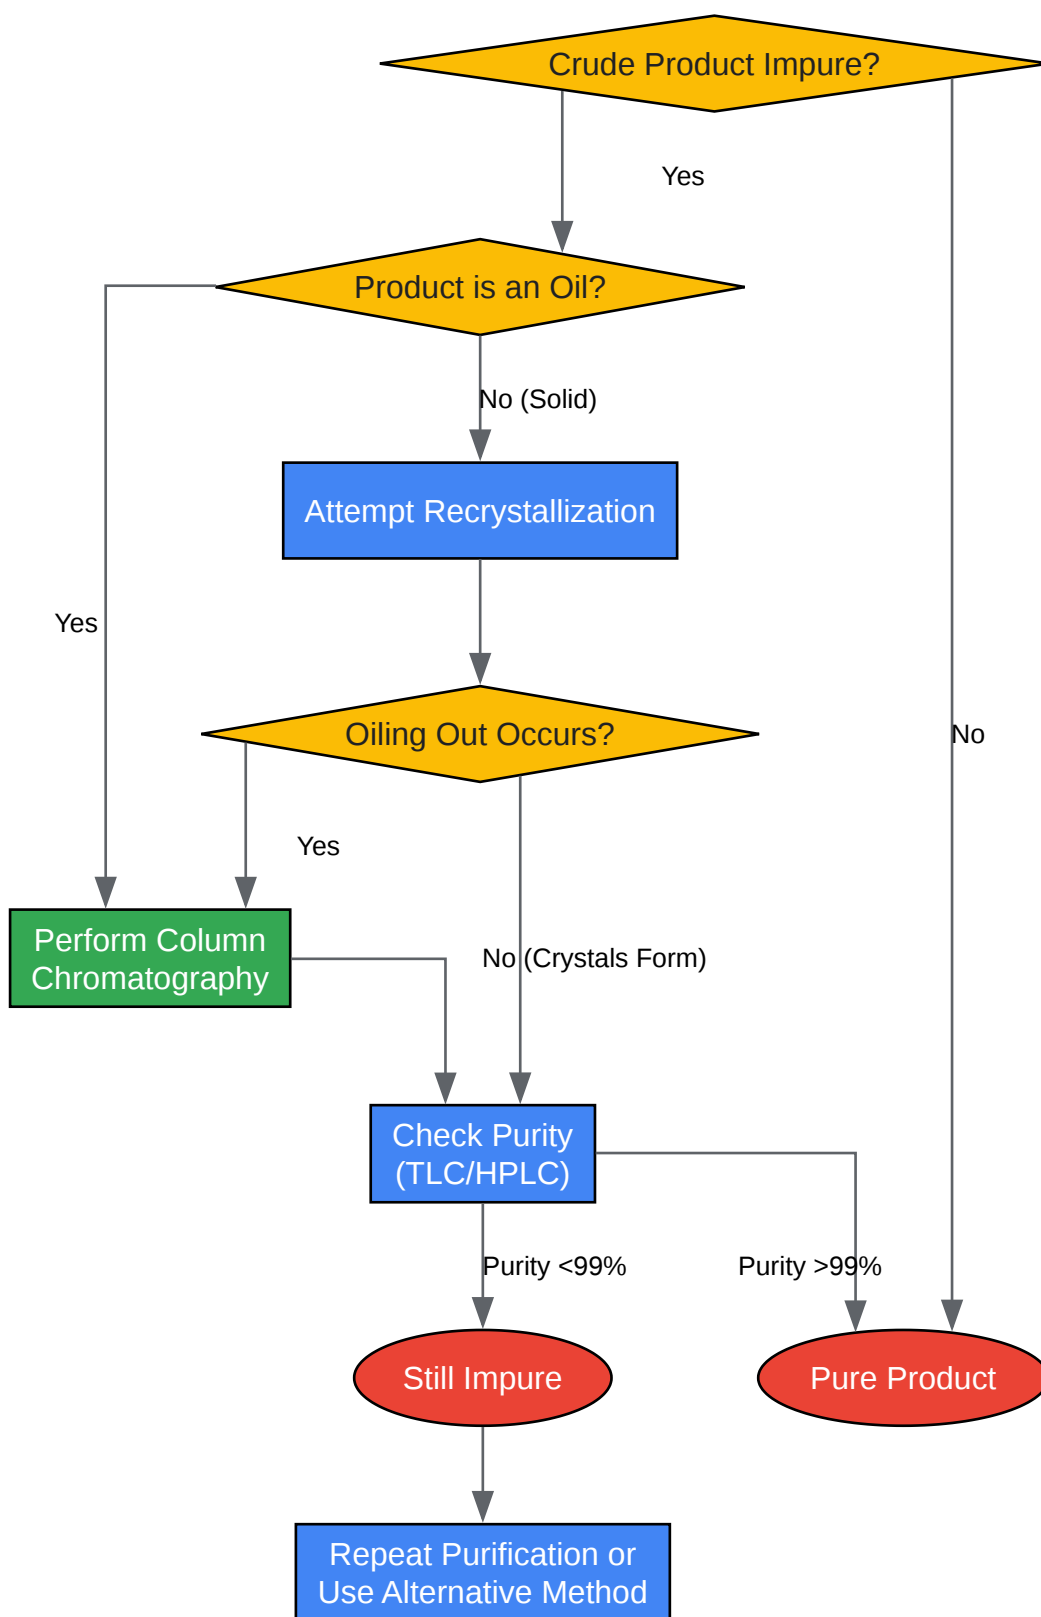 Crude Product Impure?
Yes
Product is an Oil?
No (Solid)
Attempt Recrystallization
Yes
Oiling Out Occurs?
No
Yes
Perform Column
Chromatography
No (Crystals Form)
Check Purity
(TLC/HPLC)
Purity <99%
Purity >99%
Still Impure
Pure Product
Repeat Purification or
Use Alternative Method